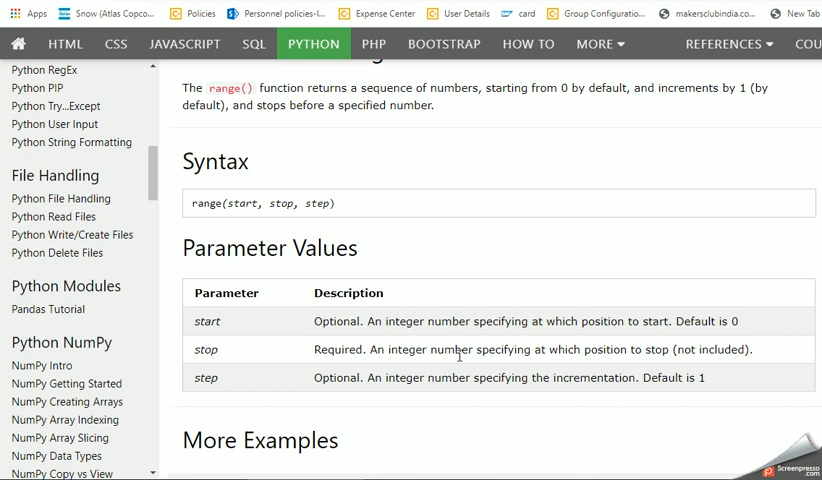 Apps Snow (Atlas Copco... Policies Personnel policies-I... Expense Center User Details card Group Configuratio... makersclubindia.co... New Tab
HTML CSS JAVASCRIPT SQL PYTHON PHP BOOTSTRAP HOW TO MORE REFERENCES COU
Python RegEx
Python PIP
Python Try...Except
Python User Input
Python String Formatting
File Handling
Python File Handling
Python Read Files
Python Write/Create Files
Python Delete Files
Python Modules
Pandas Tutorial
Python NumPy
NumPy Intro
NumPy Getting Started
NumPy Creating Arrays
NumPy Array Indexing
NumPy Array Slicing
NumPy Data Types
NumPy Copy vs View
The range() function returns a sequence of numbers, starting from 0 by default, and increments by 1 (by
default), and stops before a specified number.
Syntax
range(start, stop, step)
Parameter Values
Parameter Description
start Optional. An integer number specifying at which position to start. Default is 0
stop Required. An integer number specifying at which position to stop (not included).
step Optional. An integer number specifying the incrementation. Default is 1
More Examples
Screenpresso
.com